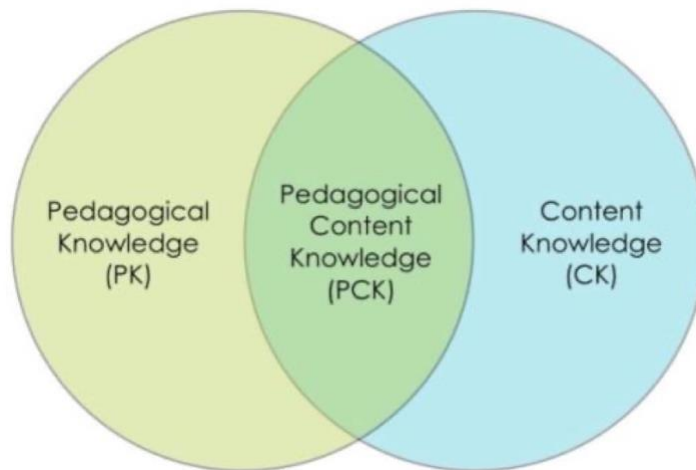 Pedagogical
Knowledge
(PK)
Pedagogical
Content
Knowledge
(PCK)
Content
Knowledge
(CK)